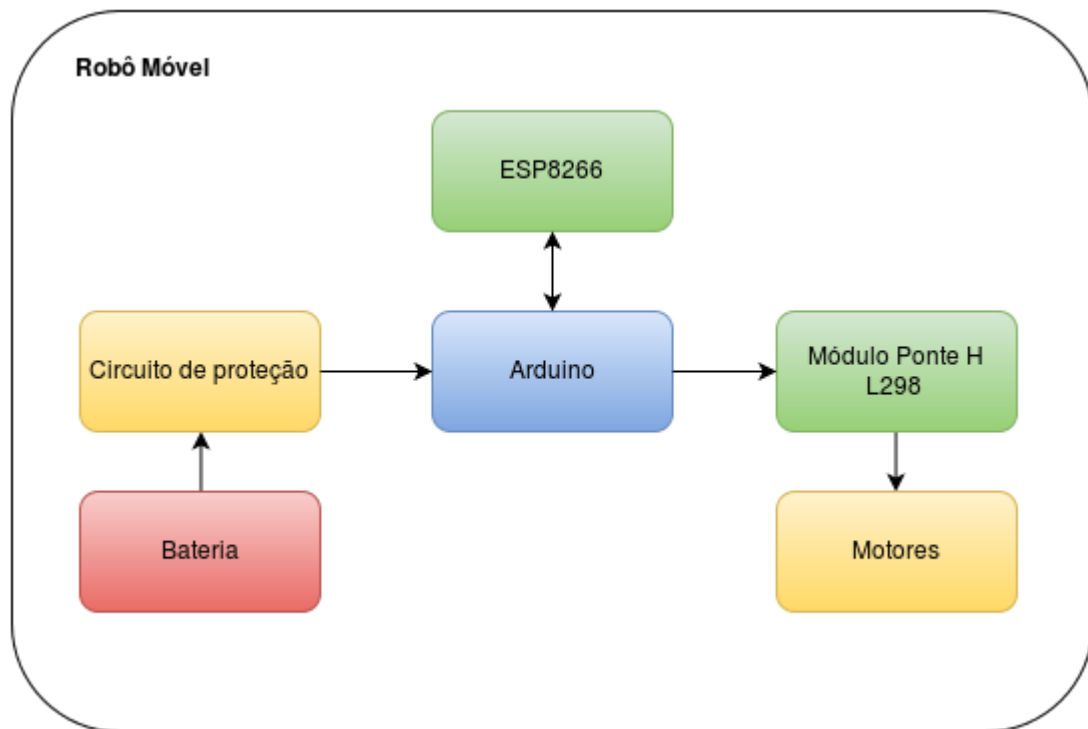 Robô Móvel
ESP8266
Circuito de proteção
Arduino
Módulo Ponte H
L298
Bateria
Motores